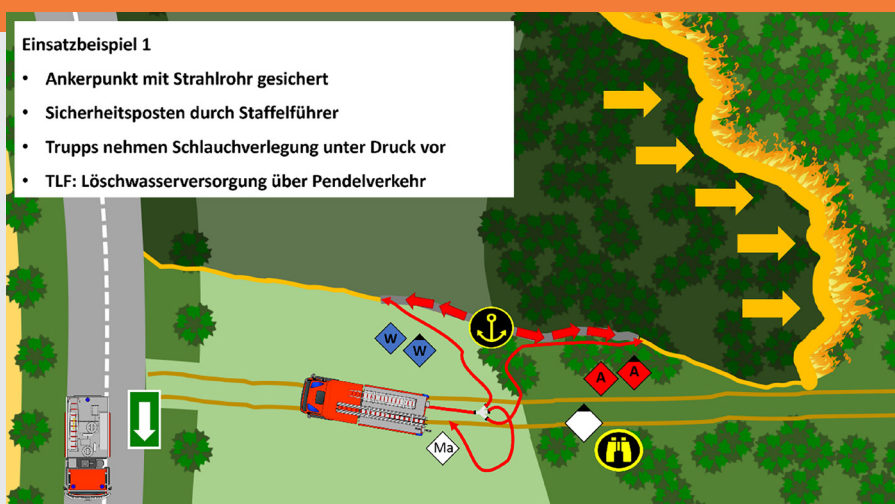 Einsatzbeispiel 1
• Ankerpunkt mit Strahlrohr gesichert
• Sicherheitsposten durch Staffelführer
• Trupps nehmen Schlauchverlegung unter Druck vor
• TLF: Löschwasserversorgung über Pendelverkehr
W
W
A
A
Ma